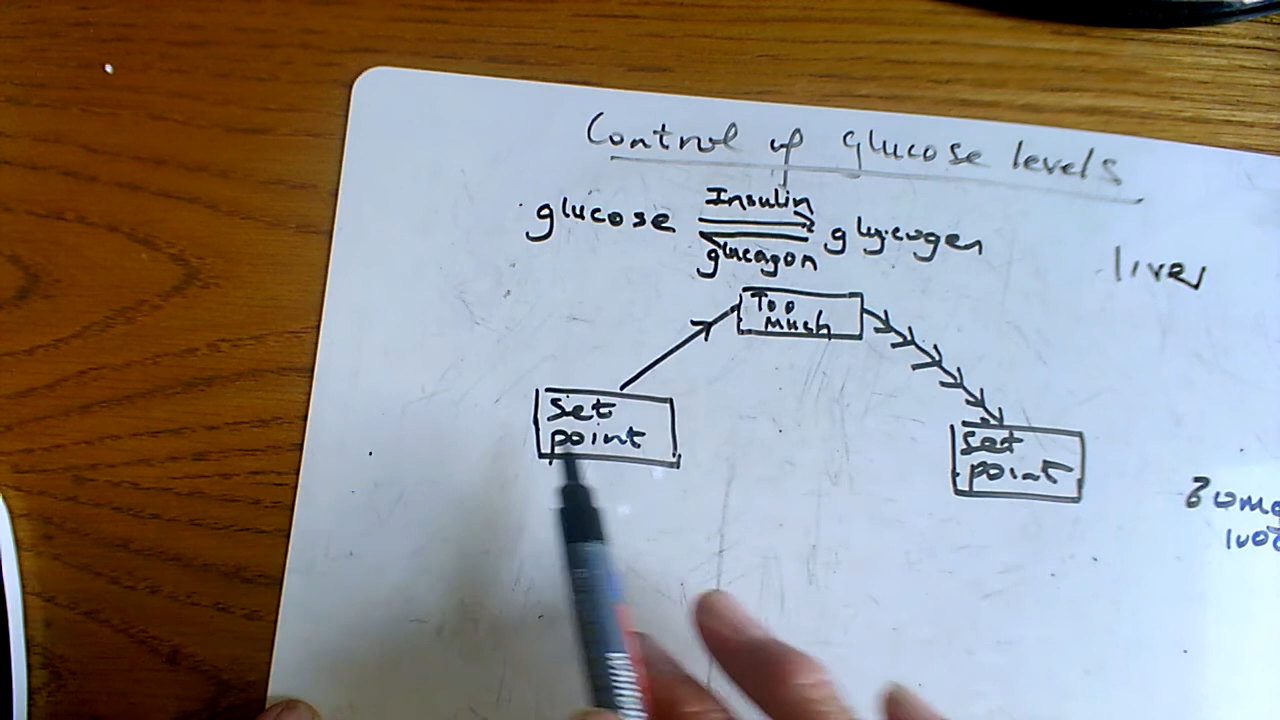 Control of glucose levels
Insulin
glucose glycogen
glucagon
liver
Too
Much
Set
point
Set
point